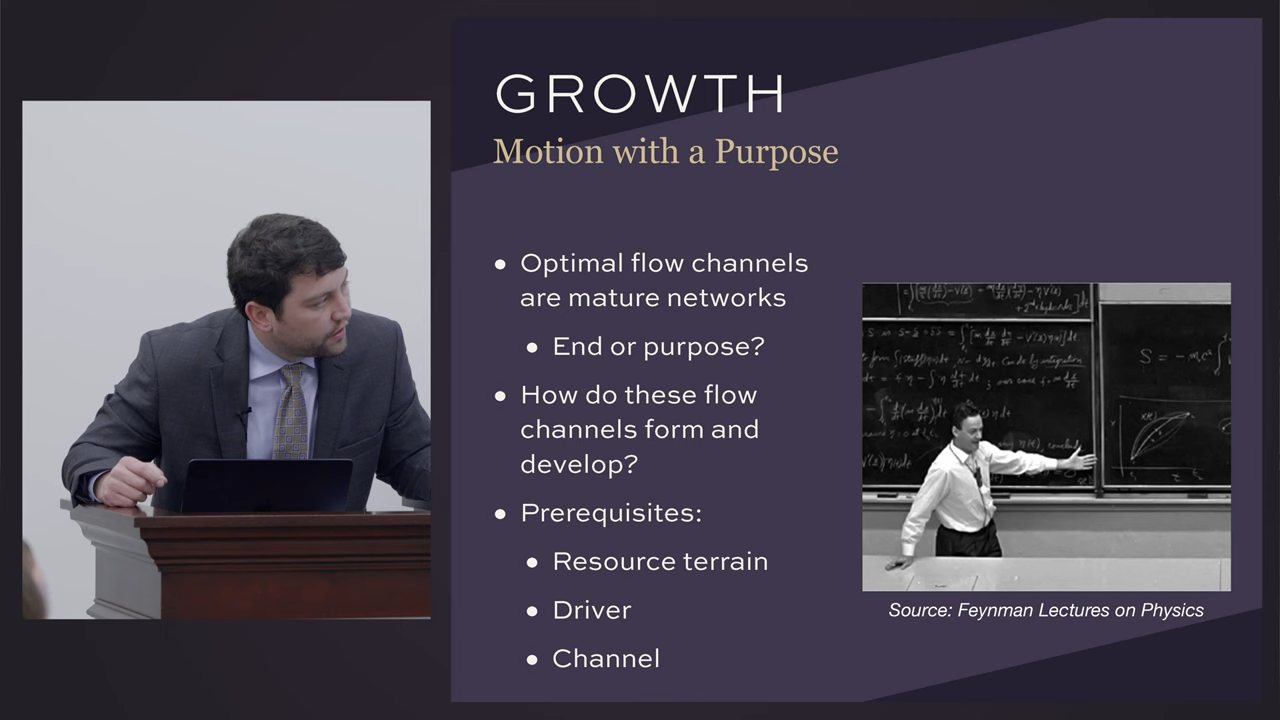 GROWTH
Motion with a Purpose
● Optimal flow channels
are mature networks
● End or purpose?
● How do these flow
channels form and
develop?
● Prerequisites:
● Resource terrain
● Driver
● Channel
Source: Feynman Lectures on Physics